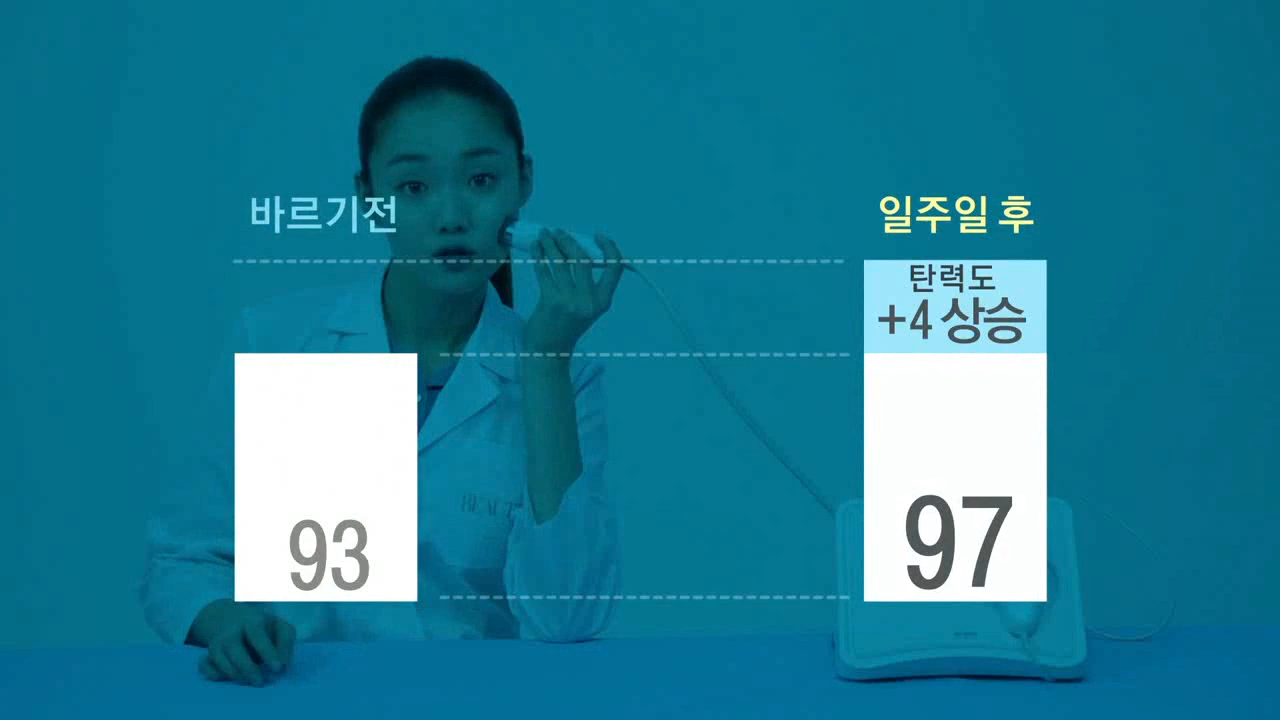 바르기전
일주일 후
탄력도
+4 상승
93
97